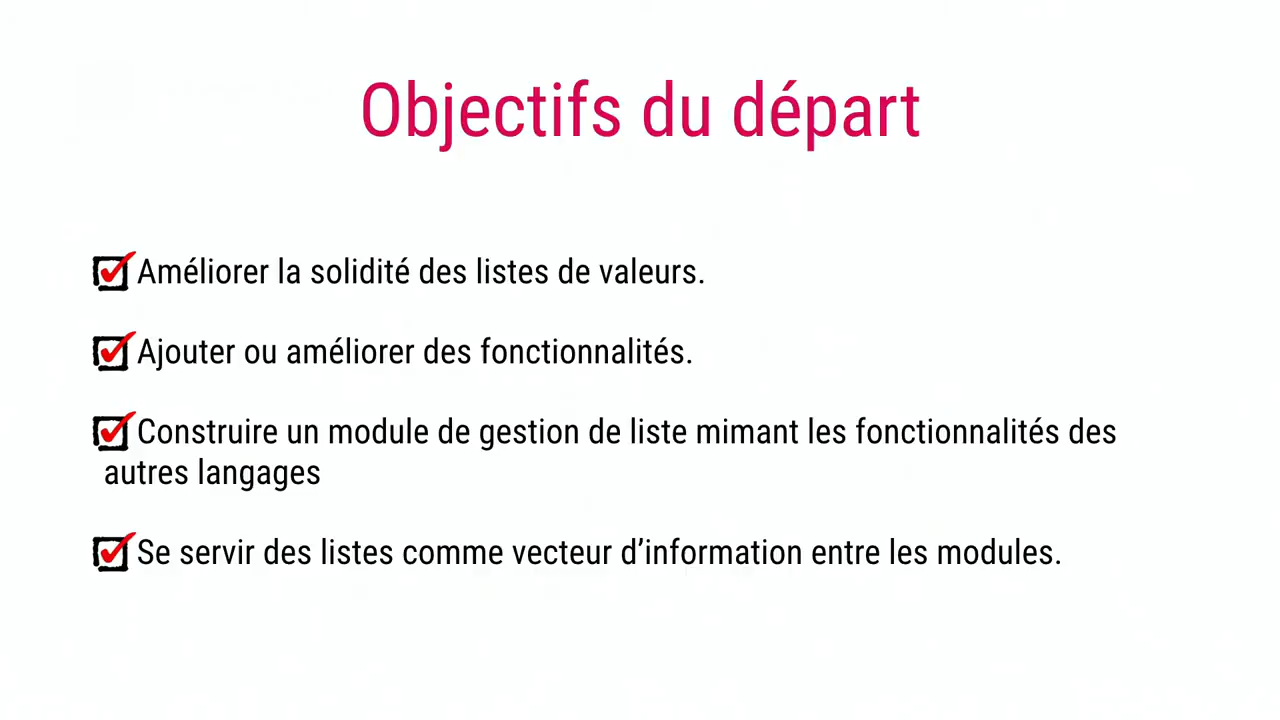 Objectifs du départ
Améliorer la solidité des listes de valeurs.
Ajouter ou améliorer des fonctionnalités.
Construire un module de gestion de liste mimant les fonctionnalités des
autres langages
Se servir des listes comme vecteur d’information entre les modules.